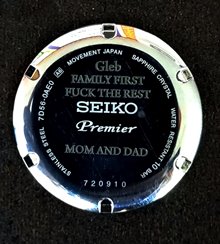 Gleb
FAMILY FIRST
FUCK THE REST
SEIKO
Premier
MOM AND DAD
720910
STAINLESS STEEL 7D56-0AE0 AB MOVEMENT JAPAN SAPPHIRE CRYSTAL WATER RESISTANT 10 BAR